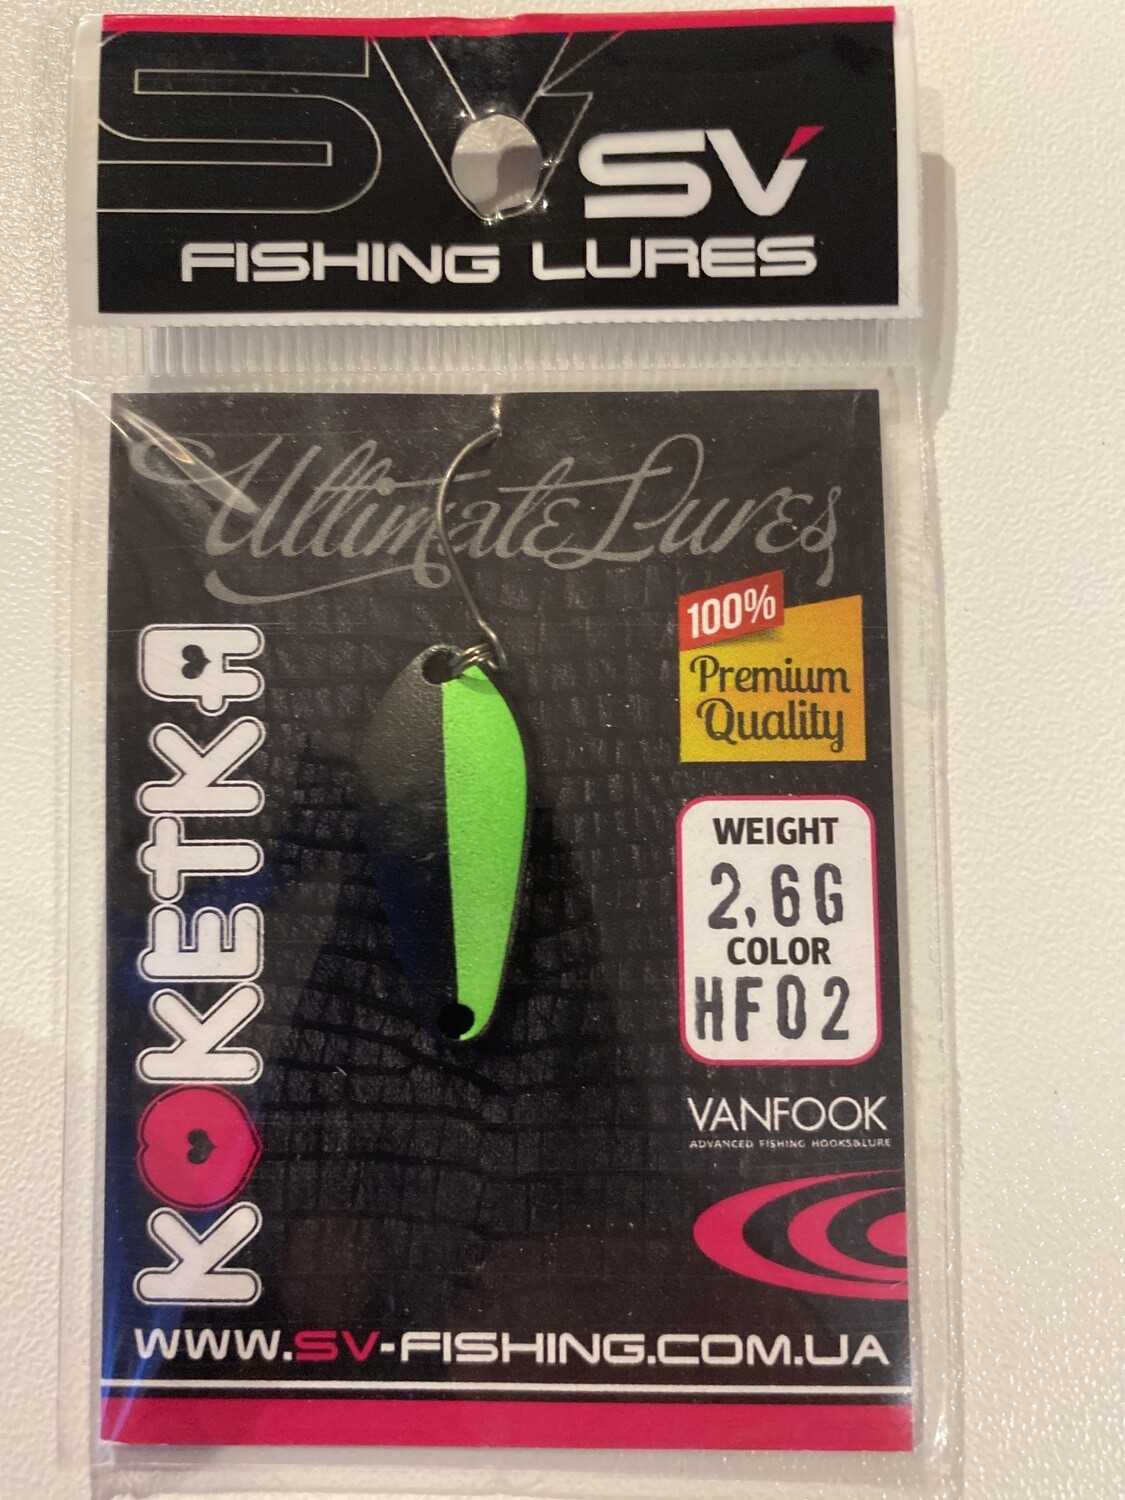 SV
SV
FISHING LURES
Ultimate Lures
100%
Premium
Quality
KOKETKA
WEIGHT
2,6G
COLOR
HF02
VANFOOK
ADVANCED FISHING HOOKS&LURE
WWW.SV-FISHING.COM.UA